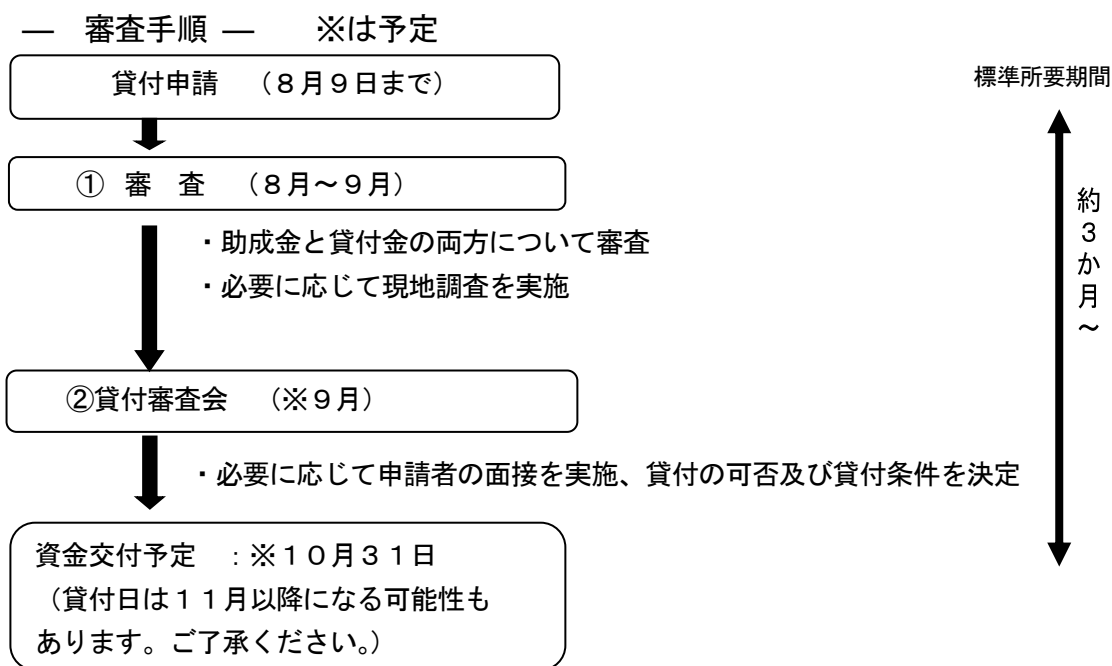 ― 審査手順 ― ※は予定
貸付申請 （８月９日まで）
標準所要期間
① 審 査 （８月～９月）
・助成金と貸付金の両方について審査
・必要に応じて現地調査を実施
約３か月～
②貸付審査会 （※９月）
・必要に応じて申請者の面接を実施、貸付の可否及び貸付条件を決定
資金交付予定 ：※１０月３１日
（貸付日は１１月以降になる可能性も
あります。ご了承ください。）